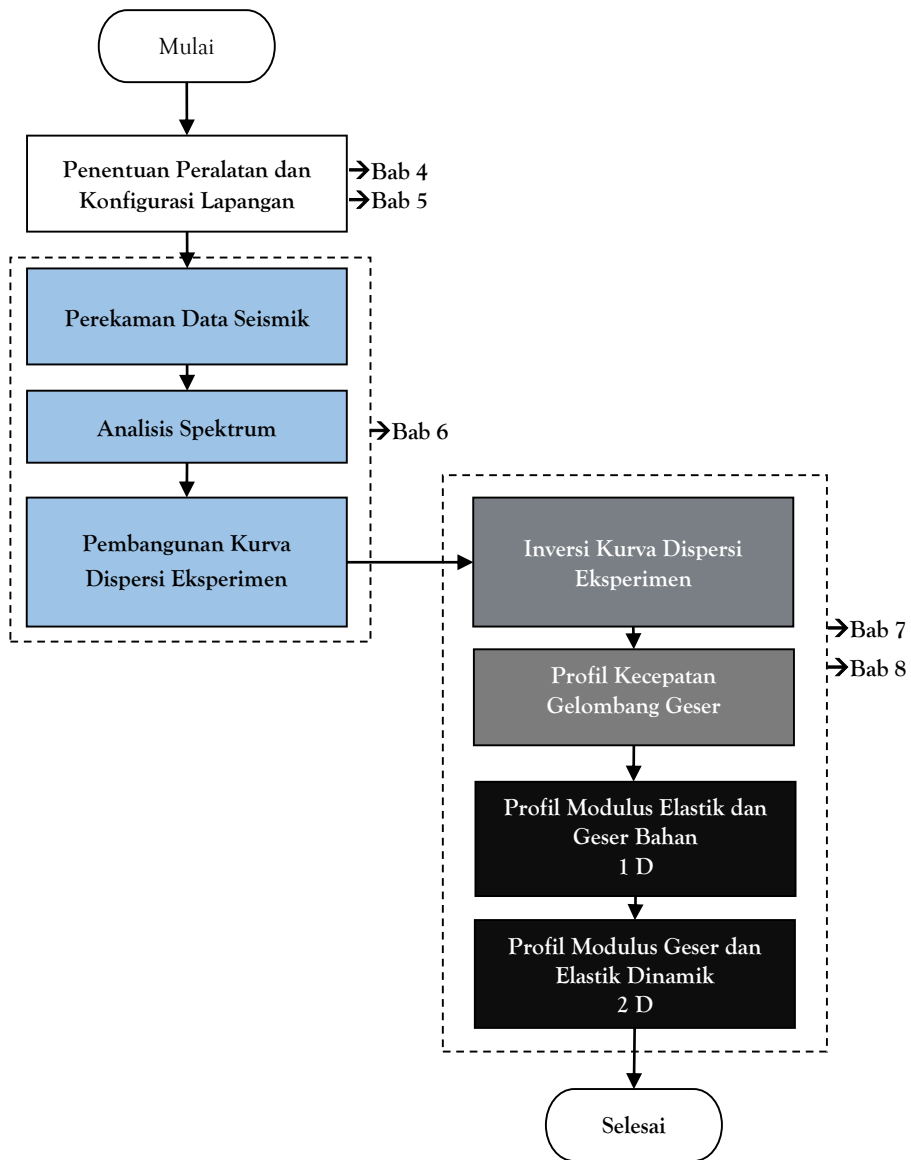 Mulai
Penentuan Peralatan dan
Konfigurasi Lapangan
→Bab 4
→Bab 5
Perekaman Data Seismik
Analisis Spektrum
→Bab 6
Pembangunan Kurva
Dispersi Eksperimen
Inversi Kurva Dispersi
Eksperimen
→Bab 7
→Bab 8
Profil Kecepatan
Gelombang Geser
Profil Modulus Elastik dan
Geser Bahan
1 D
Profil Modulus Geser dan
Elastik Dinamik
2 D
Selesai